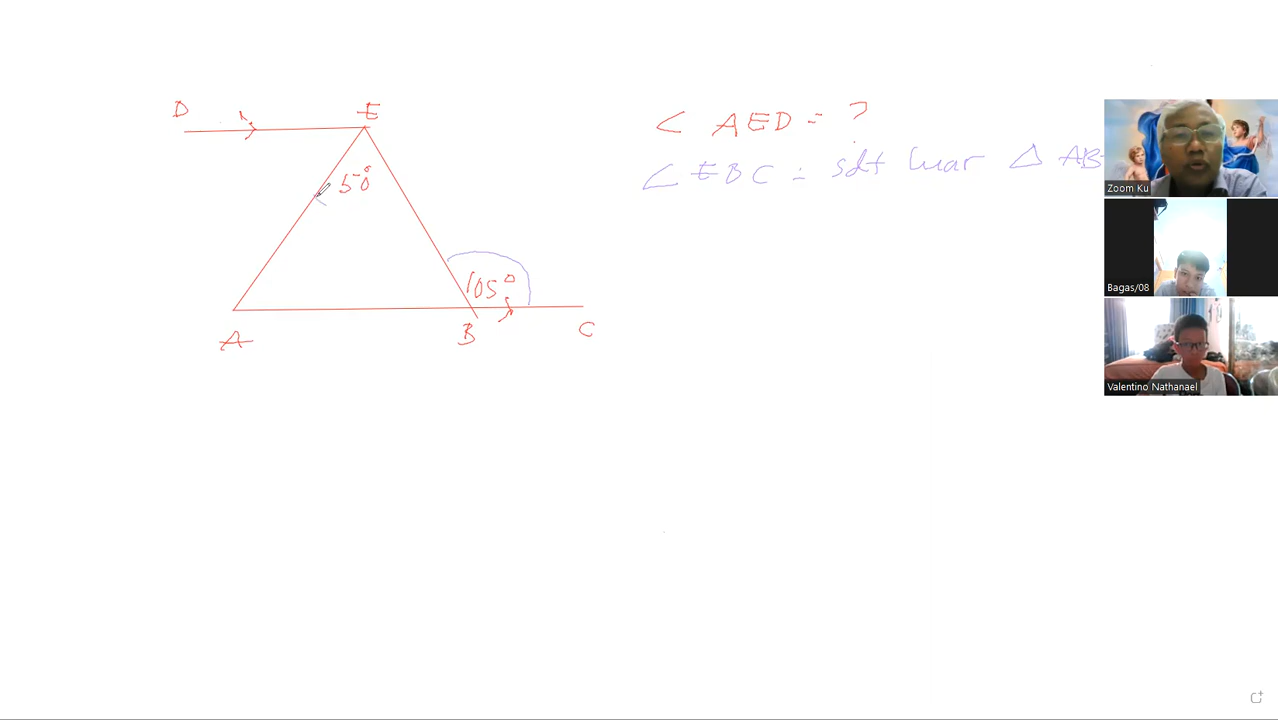 D
E
∠ AED = ?
∠ EBC = sdt luar △ AB
50°
105°
A
B
C
Zoom Ku
Bagas/08
Valentino Nathanael